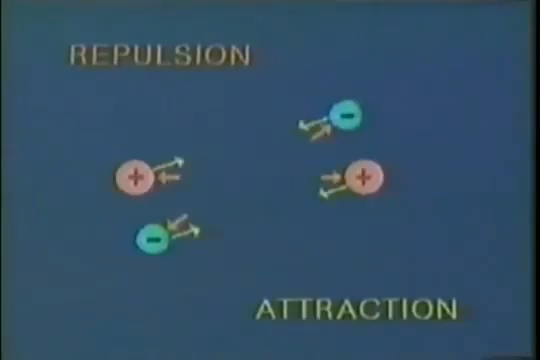 REPULSION
-
+
+
-
ATTRACTION